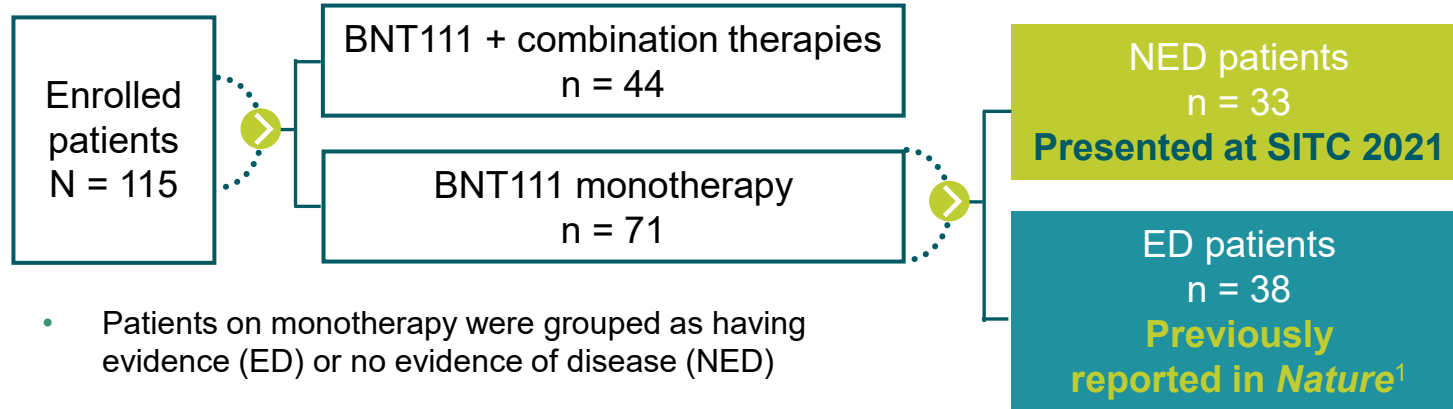 Enrolled
patients
N = 115
BNT111 + combination therapies
n = 44
BNT111 monotherapy
n = 71
NED patients
n = 33
Presented at SITC 2021
ED patients
n = 38
Previously
reported in Nature¹
• Patients on monotherapy were grouped as having
evidence (ED) or no evidence of disease (NED)